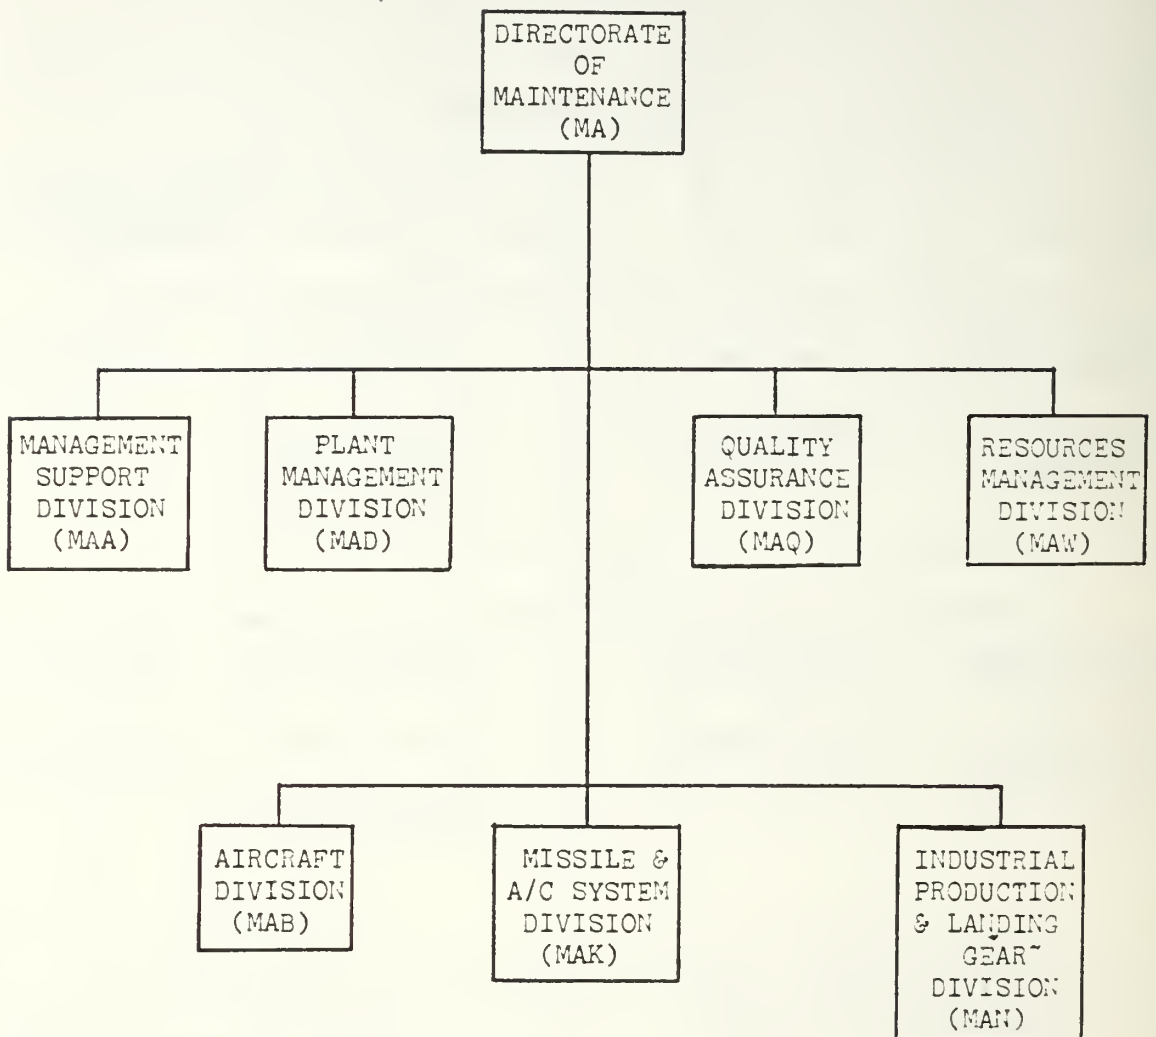 DIRECTORATE
OF
MAINTENANCE
(MA)
MANAGEMENT
SUPPORT
DIVISION
(MAA)
PLANT
MANAGEMENT
DIVISION
(MAD)
QUALITY
ASSURANCE
DIVISION
(MAQ)
RESOURCES
MANAGEMENT
DIVISION
(MAW)
AIRCRAFT
DIVISION
(MAB)
MISSILE &
A/C SYSTEM
DIVISION
(MAK)
INDUSTRIAL
PRODUCTION
& LANDING
GEAR
DIVISION
(MAN)